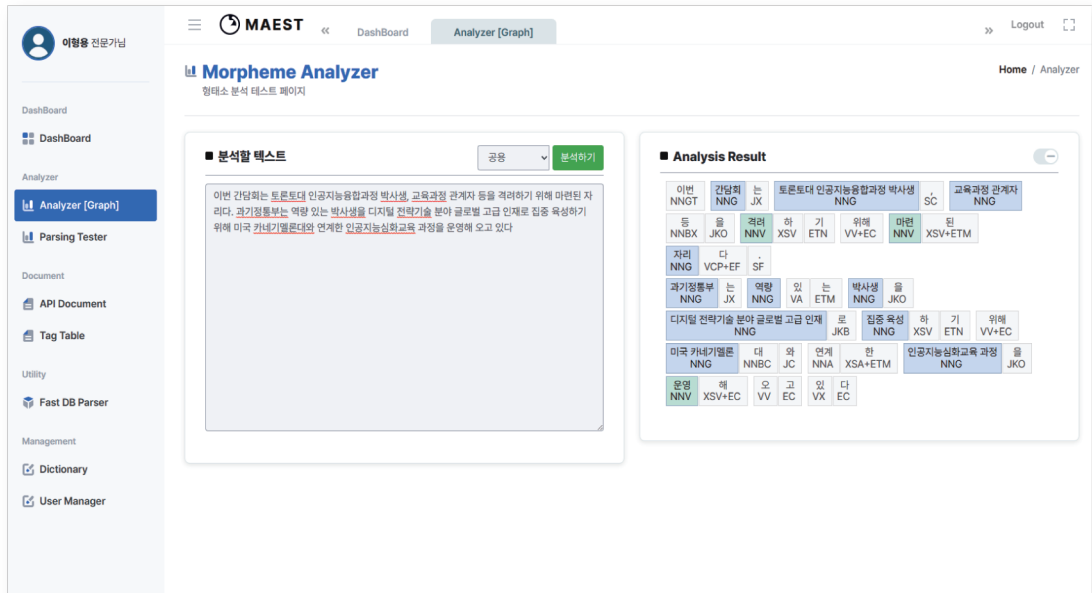 이형용 전문가님
DashBoard
DashBoard
Analyzer
Analyzer [Graph]
Parsing Tester
Document
API Document
Tag Table
Utility
Fast DB Parser
Management
Dictionary
User Manager
MAEST « DashBoard Analyzer [Graph] » Logout
Morpheme Analyzer
형태소 분석 테스트 페이지
Home / Analyzer
■ 분석할 텍스트 공용 분석하기
이번 간담회는 토론토대 인공지능융합과정 박사생, 교육과정 관계자 등을 격려하기 위해 마련된 자
리다. 과기정통부는 역량 있는 박사생을 디지털 전략기술 분야 글로벌 고급 인재로 집중 육성하기
위해 미국 카네기멜론대와 연계한 인공지능심화교육 과정을 운영해 오고 있다
■ Analysis Result
이번 간담회 는 토론토대 인공지능융합과정 박사생 , 교육과정 관계자
NNGT NNG JX NNG SC NNG
등 을 격려 하 기 위해 마련 된
NNBX JKO NNV XSV ETN VV+EC NNV XSV+ETM
자리 다 .
NNG VCP+EF SF
과기정통부 는 역량 있 는 박사생 을
NNG JX NNG VA ETM NNG JKO
디지털 전략기술 분야 글로벌 고급 인재 로 집중 육성 하 기 위해
NNG JKB NNG XSV ETN VV+EC
미국 카네기멜론 대 와 연계 한 인공지능심화교육 과정 을
NNG NNBC JC NNA XSA+ETM NNG JKO
운영 해 오 고 있 다
NNV XSV+EC VV EC VX EC